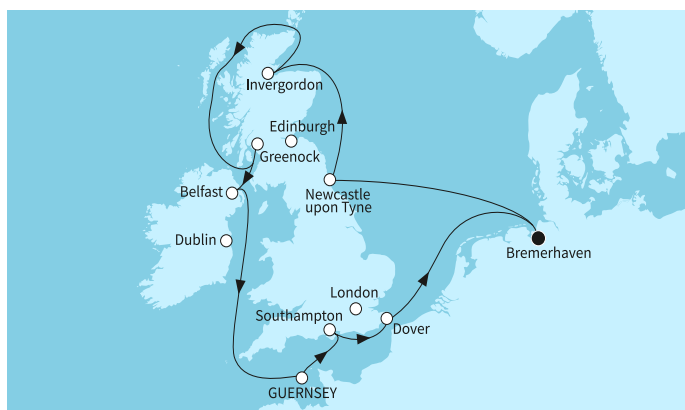 Invergordon
Edinburgh
Greenock
Belfast
Newcastle
upon Tyne
Dublin
Bremerhaven
London
Southampton
Dover
GUERNSEY